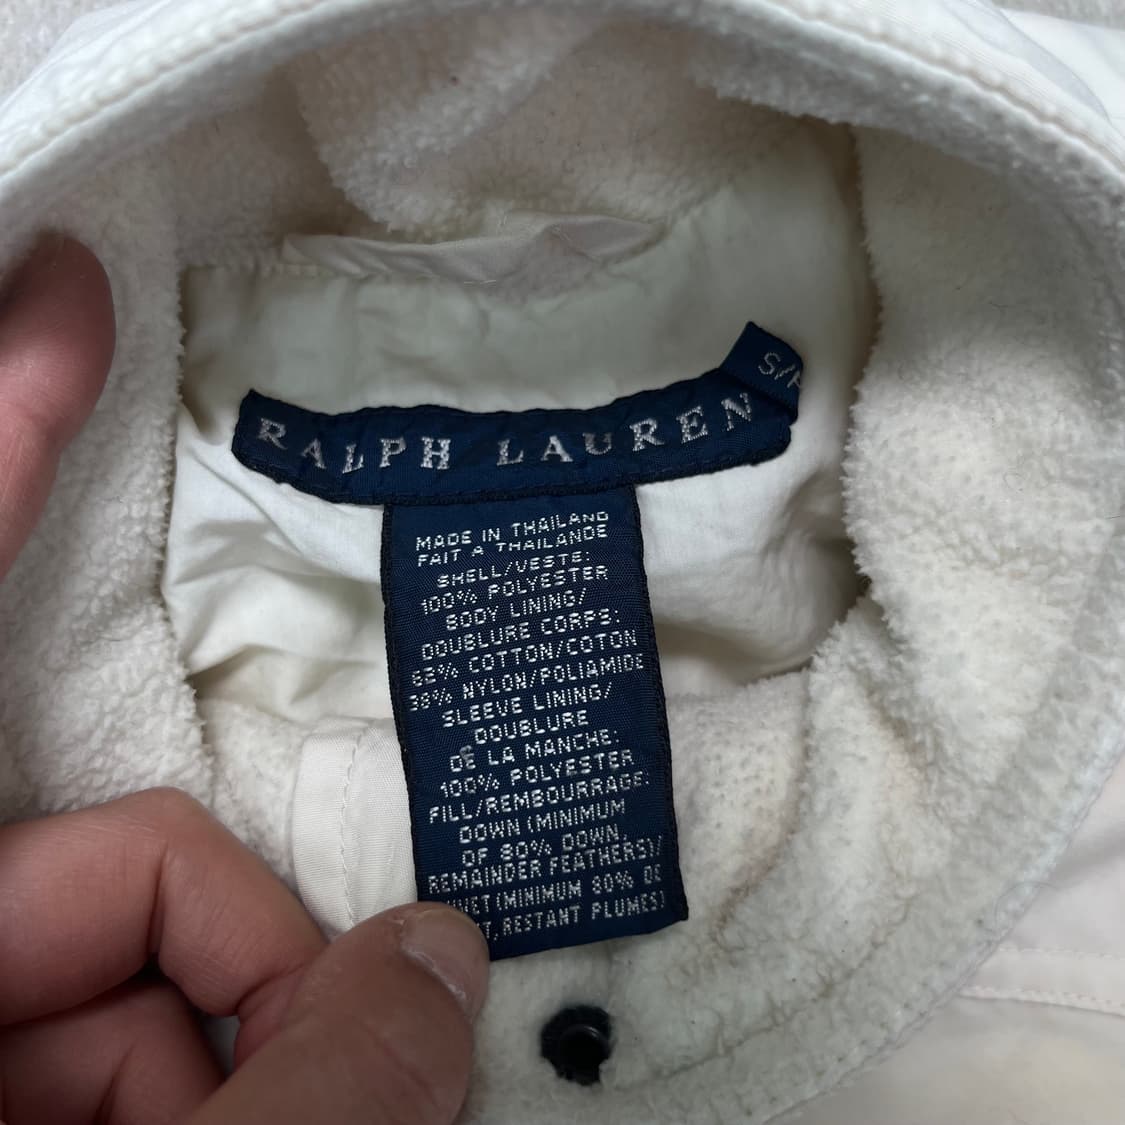 RALPH LAUREN
S/P
MADE IN THAILAND
FAIT A THAILANDE
SHELL/VESTE:
100% POLYESTER
BODY LINING/
DOUBLURE CORPS:
62% COTTON/COTON
38% NYLON/POLIAMIDE
SLEEVE LINING/
DOUBLURE
DE LA MANCHE:
100% POLYESTER
FILL/REMBOURRAGE:
DOWN (MINIMUM
OF 80% DOWN,
REMAINDER FEATHERS)/
(MINIMUM 80% DE
RESTANT PLUMES)